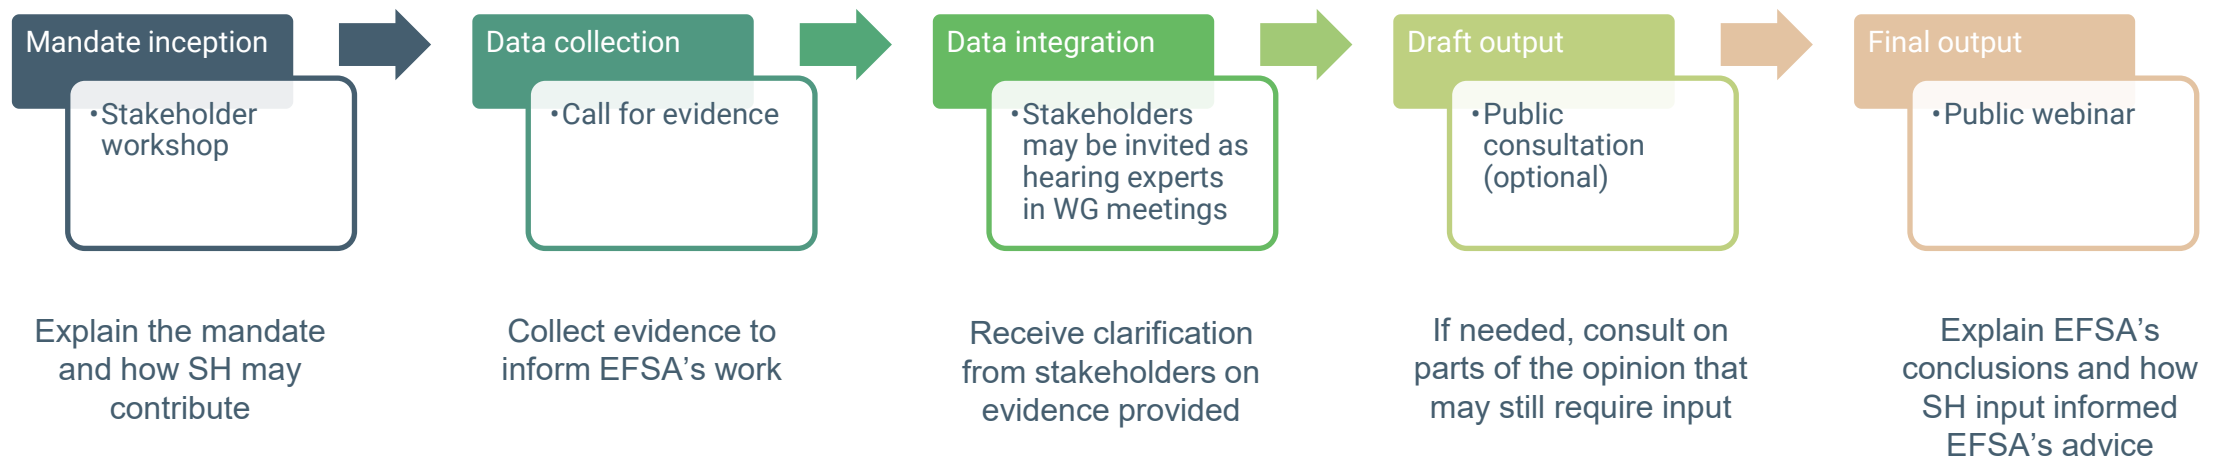 Mandate inception
• Stakeholder
workshop
Explain the mandate
and how SH may
contribute
Data collection
• Call for evidence
Collect evidence to
inform EFSA’s work
Data integration
• Stakeholders
may be invited as
hearing experts
in WG meetings
Receive clarification
from stakeholders on
evidence provided
Draft output
• Public
consultation
(optional)
If needed, consult on
parts of the opinion that
may still require input
Final output
• Public webinar
Explain EFSA’s
conclusions and how
SH input informed
EFSA’s advice